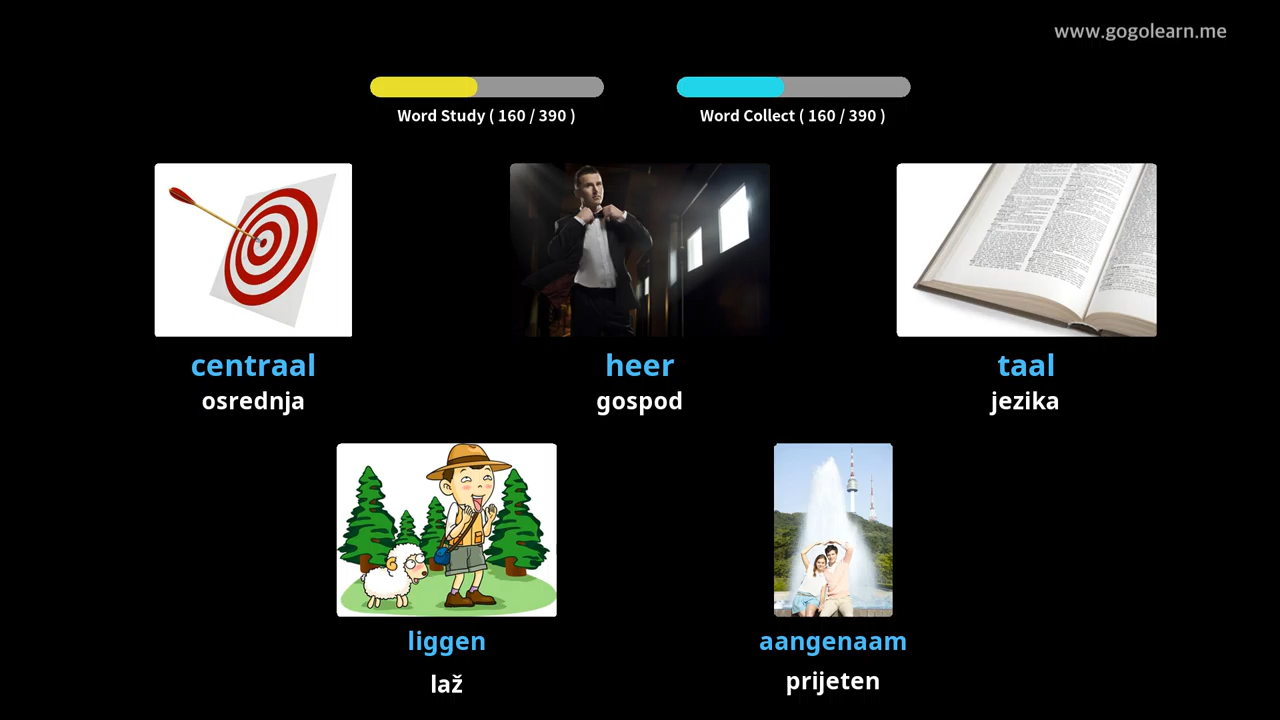 www.gogolearn.me
Word Study ( 160 / 390 )
Word Collect ( 160 / 390 )
centraal
osrednja
heer
gospod
taal
jezika
liggen
laž
aangenaam
prijeten